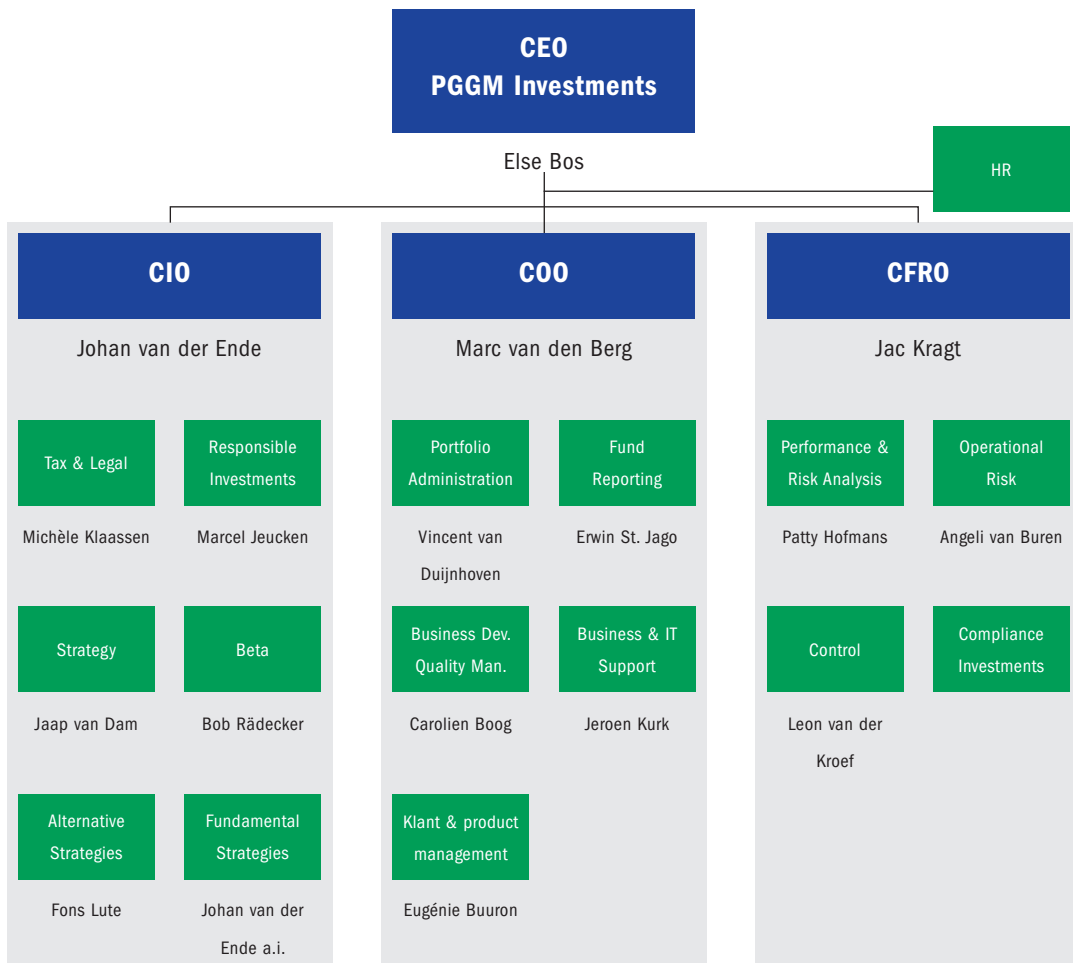 CEO
PGGM Investments
Else Bos
HR
CIO
Johan van der Ende
Tax & Legal
Michèle Klaassen
Responsible
Investments
Marcel Jeucken
Strategy
Jaap van Dam
Beta
Bob Rädecker
Alternative
Strategies
Fons Lute
Fundamental
Strategies
Johan van der
Ende a.i.
COO
Marc van den Berg
Portfolio
Administration
Vincent van
Duijnhoven
Fund
Reporting
Erwin St. Jago
Business Dev.
Quality Man.
Carolien Boog
Business & IT
Support
Jeroen Kurk
Klant & product
management
Eugénie Buuron
CFRO
Jac Kragt
Performance &
Risk Analysis
Patty Hofmans
Operational
Risk
Angeli van Buren
Control
Leon van der
Kroef
Compliance
Investments